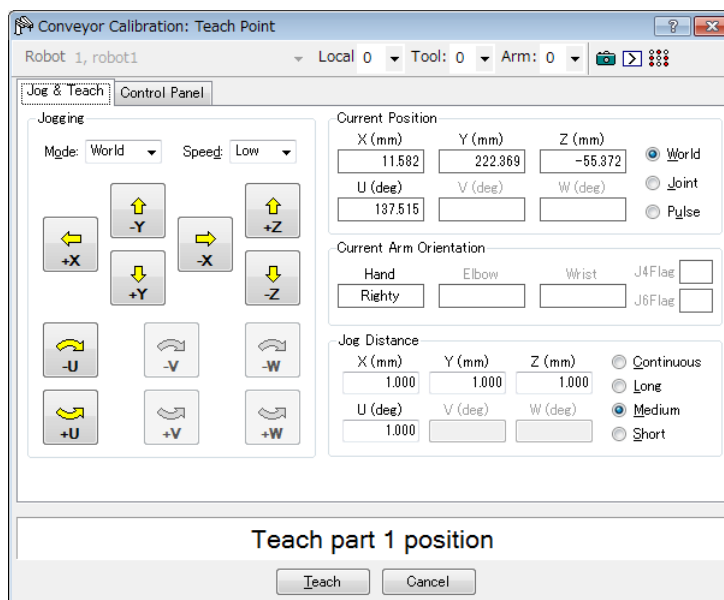 Conveyor Calibration: Teach Point
Robot 1, robot1 Local 0 Tool: 0 Arm: 0
Jog & Teach Control Panel
Jogging
Mode: World Speed: Low
-Y +Z
+X -X
+Y -Z
-U -V -W
+U +V +W
Current Position
X (mm) Y (mm) Z (mm)
11.582 222.369 -55.372
U (deg) V (deg) W (deg)
137.515
World
Joint
Pulse
Current Arm Orientation
Hand Elbow Wrist J4Flag
Righty J6Flag
Jog Distance
X (mm) Y (mm) Z (mm)
1.000 1.000 1.000
U (deg) V (deg) W (deg)
1.000
Continuous
Long
Medium
Short
Teach part 1 position
Teach Cancel